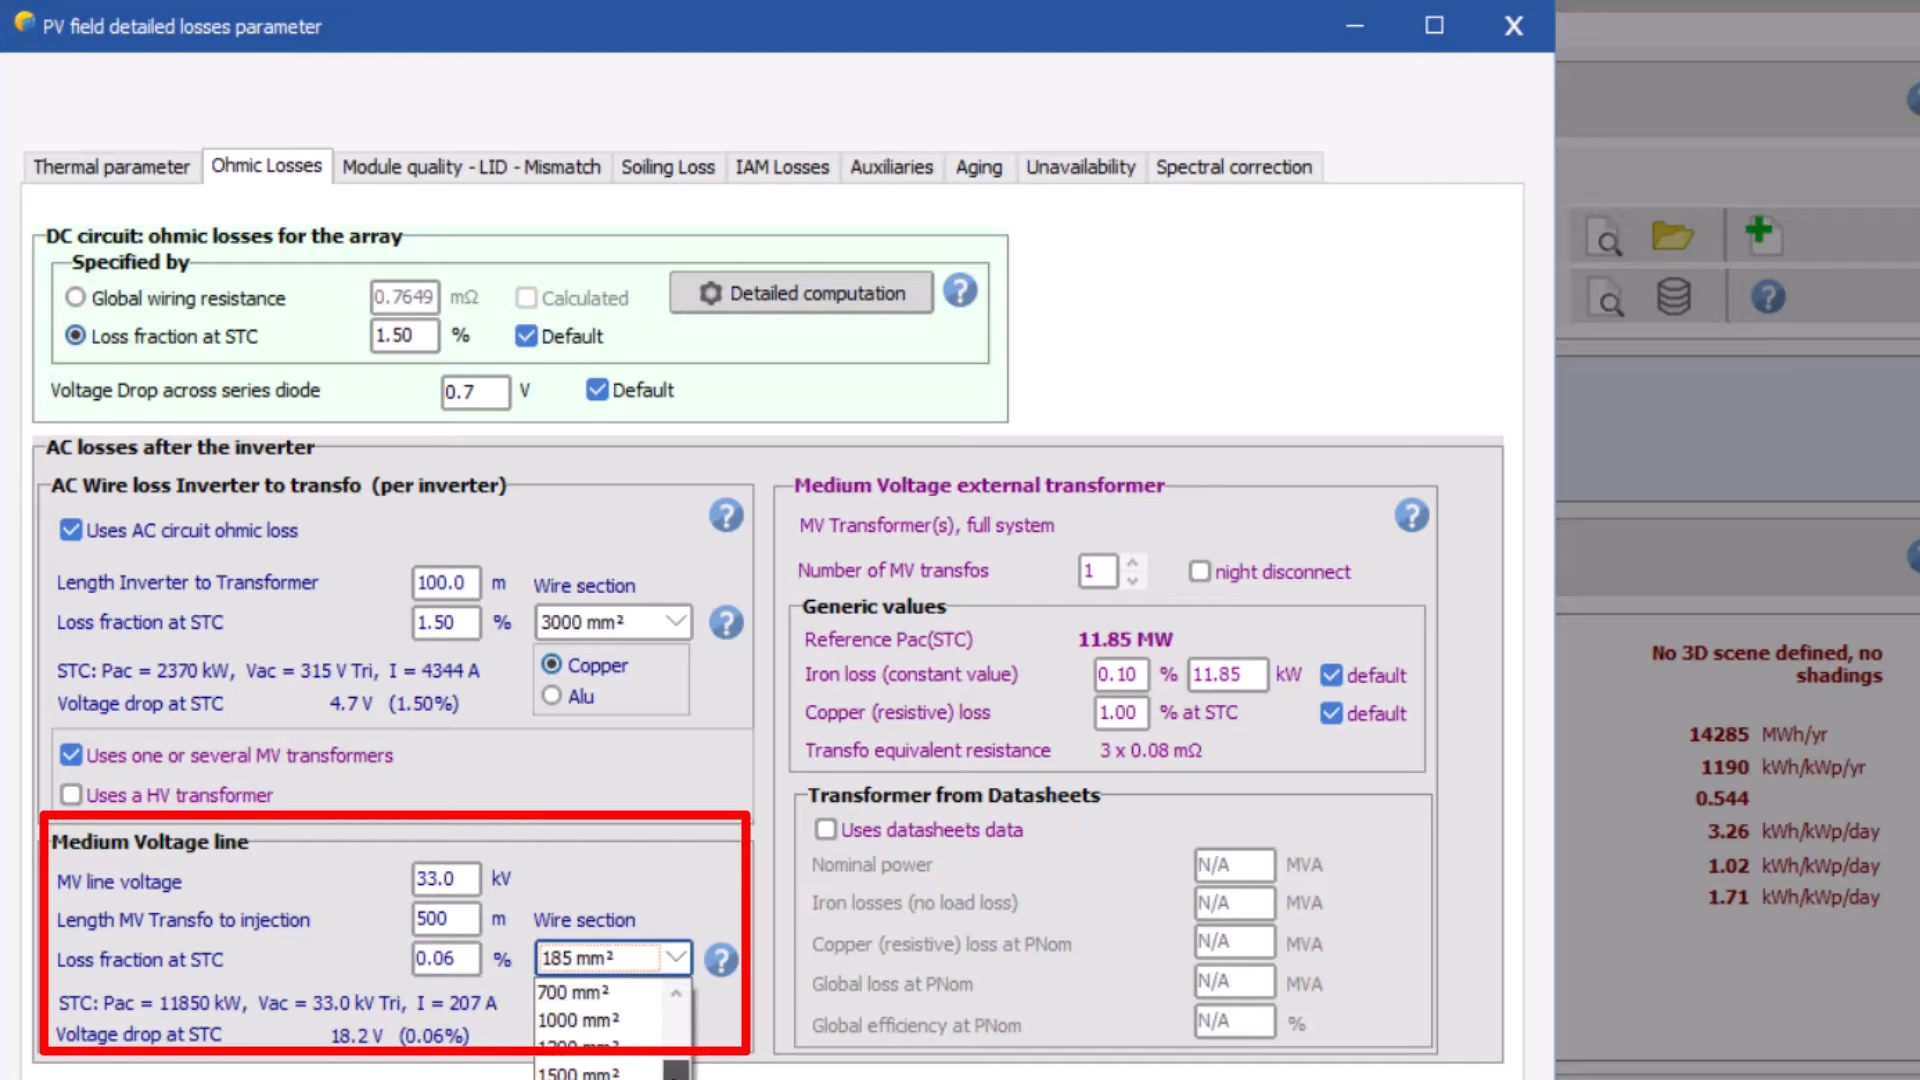 PV field detailed losses parameter
Thermal parameter Ohmic Losses Module quality - LID - Mismatch Soiling Loss IAM Losses Auxiliaries Aging Unavailability Spectral correction
DC circuit: ohmic losses for the array
Specified by
Global wiring resistance 0.7649 mΩ Calculated Detailed computation ?
Loss fraction at STC 1.50 % Default
Voltage Drop across series diode 0.7 V Default
AC losses after the inverter
AC Wire loss Inverter to transfo (per inverter)
?
Uses AC circuit ohmic loss
Length Inverter to Transformer 100.0 m Wire section
Loss fraction at STC 1.50 % 3000 mm² ?
STC: Pac = 2370 kW, Vac = 315 V Tri, I = 4344 A
Copper
Alu
Voltage drop at STC 4.7 V (1.50%)
Uses one or several MV transformers
Uses a HV transformer
Medium Voltage line
MV line voltage 33.0 kV
Length MV Transfo to injection 500 m Wire section
Loss fraction at STC 0.06 % 185 mm² ?
STC: Pac = 11850 kW, Vac = 33.0 kV Tri, I = 207 A
Voltage drop at STC 18.2 V (0.06%)
700 mm²
1000 mm²
1500 mm²
Medium Voltage external transformer
?
MV Transformer(s), full system
Number of MV transfos 1 night disconnect
Generic values
Reference Pac(STC) 11.85 MW
Iron loss (constant value) 0.10 % 11.85 kW default
Copper (resistive) loss 1.00 % at STC default
Transfo equivalent resistance 3 x 0.08 mΩ
Transformer from Datasheets
Uses datasheets data
Nominal power N/A MVA
Iron losses (no load loss) N/A MVA
Copper (resistive) loss at PNom N/A MVA
Global loss at PNom N/A MVA
Global efficiency at PNom N/A %
?
No 3D scene defined, no
shadings
14285 MWh/yr
1190 kWh/kWp/yr
0.544
3.26 kWh/kWp/day
1.02 kWh/kWp/day
1.71 kWh/kWp/day